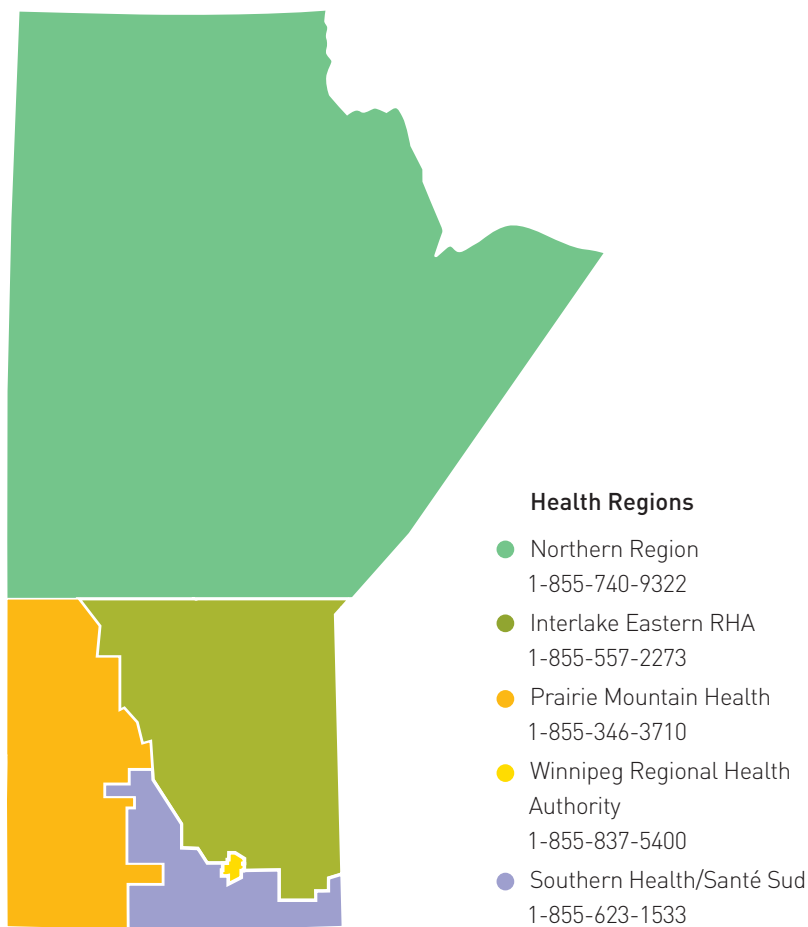 Health Regions
Northern Region
1-855-740-9322
Interlake Eastern RHA
1-855-557-2273
Prairie Mountain Health
1-855-346-3710
Winnipeg Regional Health
Authority
1-855-837-5400
Southern Health/Santé Sud
1-855-623-1533